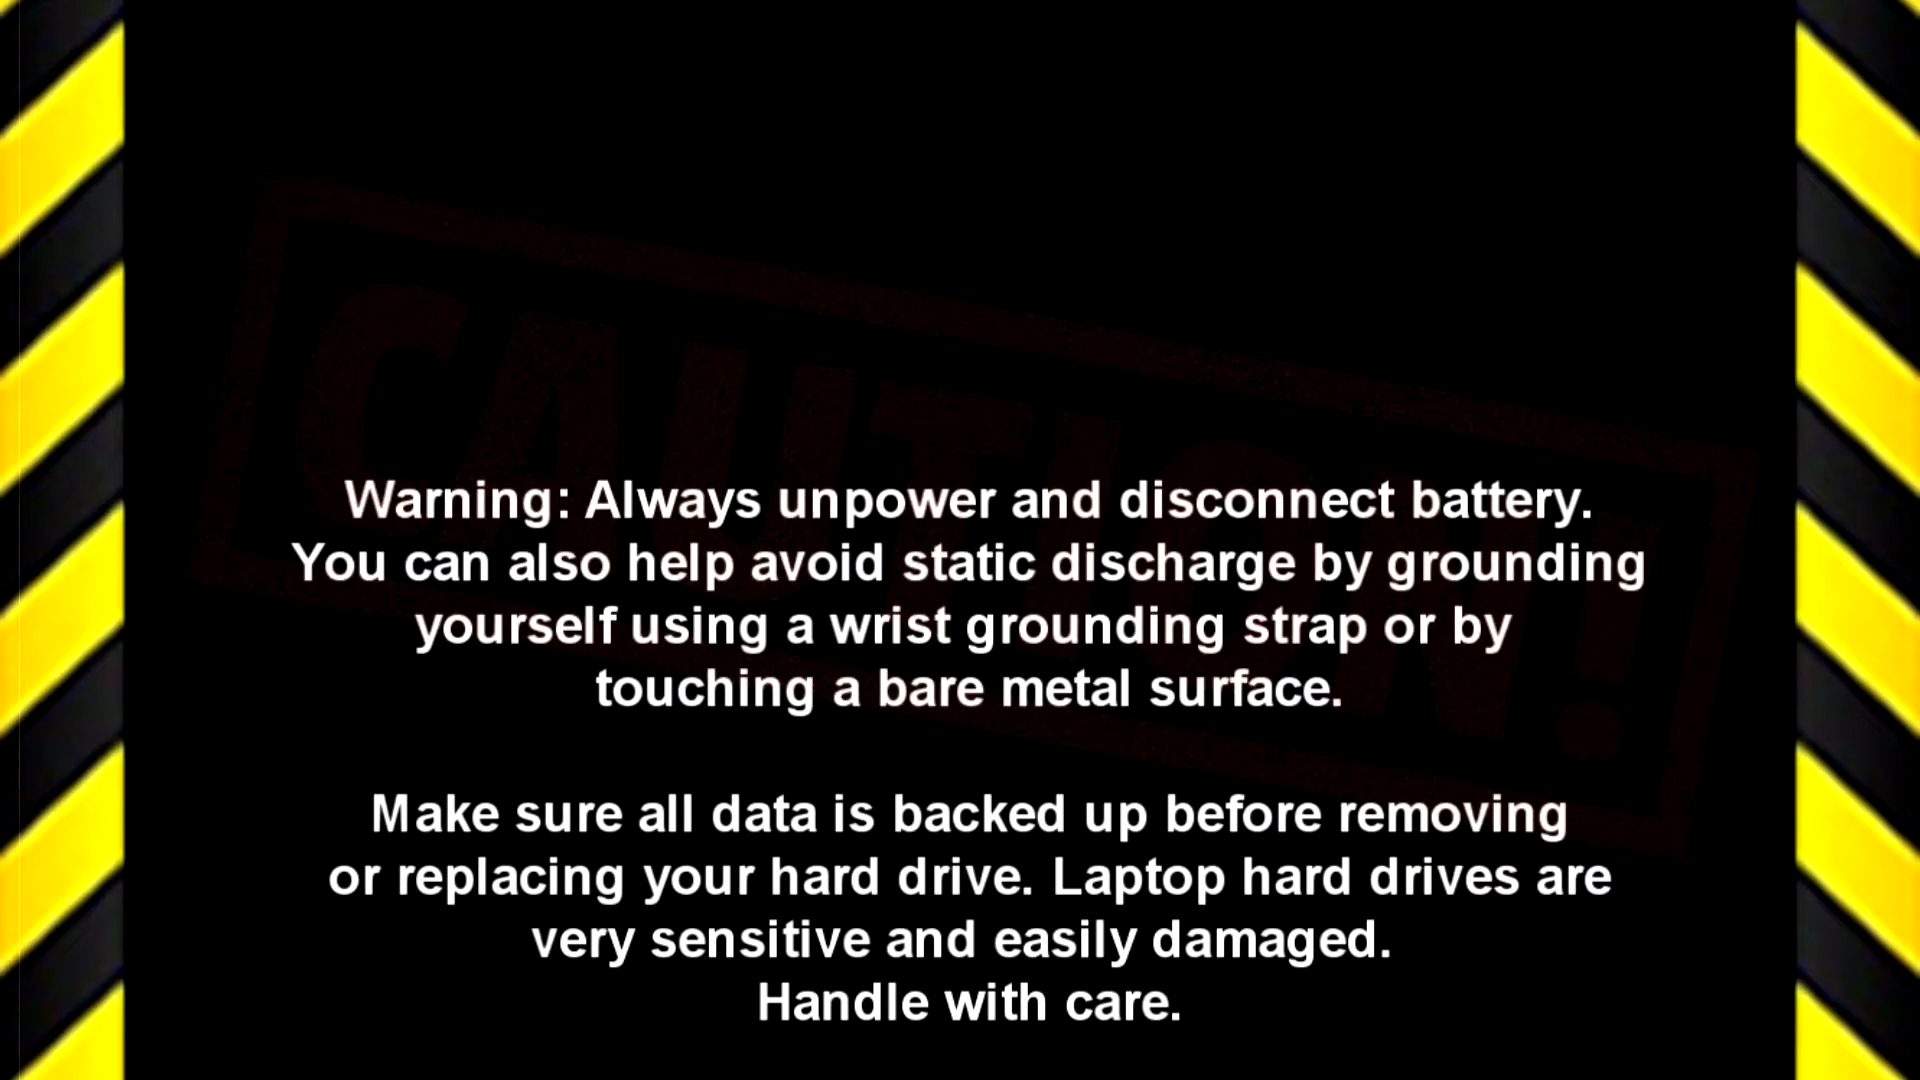 CAUTION!
Warning: Always unpower and disconnect battery.
You can also help avoid static discharge by grounding
yourself using a wrist grounding strap or by
touching a bare metal surface.
Make sure all data is backed up before removing
or replacing your hard drive. Laptop hard drives are
very sensitive and easily damaged.
Handle with care.